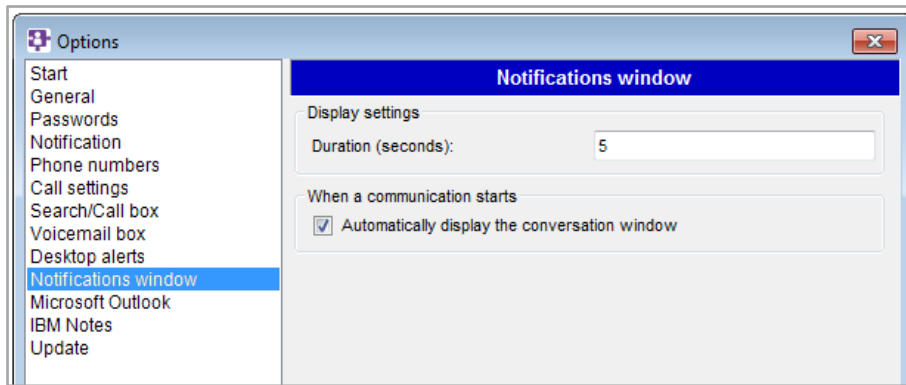 Options
Start
General
Passwords
Notification
Phone numbers
Call settings
Search/Call box
Voicemail box
Desktop alerts
Notifications window
Microsoft Outlook
IBM Notes
Update
Notifications window
Display settings
Duration (seconds): 5
When a communication starts
Automatically display the conversation window